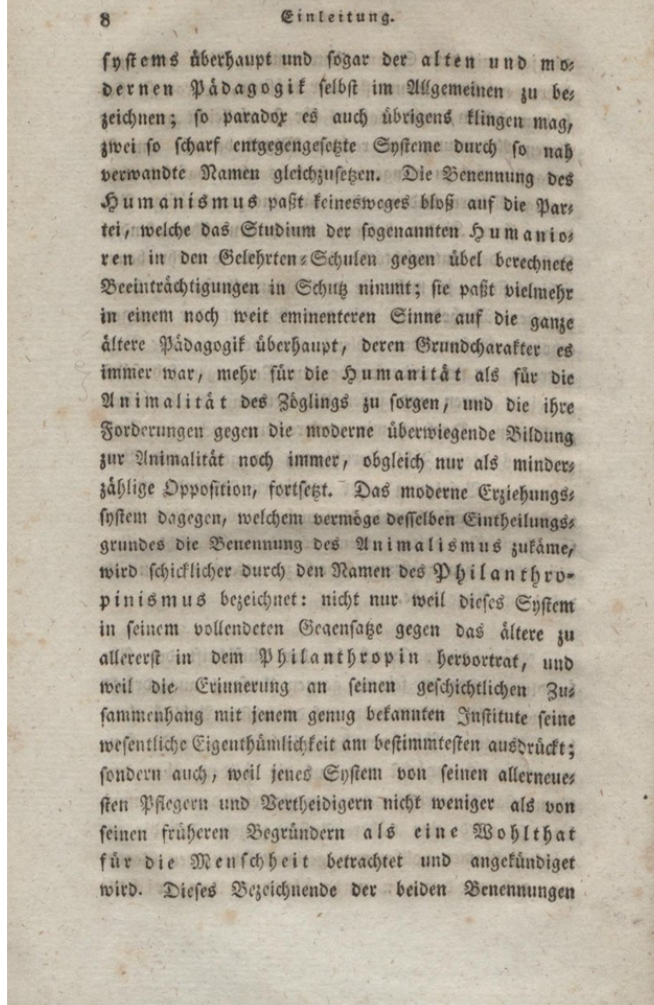 8 Einleitung.
systems überhaupt und sogar der alten und mo-
dernen Pädagogik selbst im Allgemeinen zu be-
zeichnen; so paradox es auch übrigens klingen mag,
zwei so scharf entgegengesetzte Systeme durch so nah
verwandte Namen gleichzusetzen. Die Benennung des
Humanismus paßt keinesweges bloß auf die Par-
tei, welche das Studium der sogenannten Humanio-
ren in den Gelehrten-Schulen gegen übel berechnete
Beeinträchtigungen in Schutz nimmt; sie paßt vielmehr
in einem noch weit eminenteren Sinne auf die ganze
ältere Pädagogik überhaupt, deren Grundcharakter es
immer war, mehr für die Humanität als für die
Animalität des Zöglings zu sorgen, und die ihre
Forderungen gegen die moderne überwiegende Bildung
zur Animalität noch immer, obgleich nur als minder-
zählige Opposition, fortsetzt. Das moderne Erziehungs-
system dagegen, welchem vermöge desselben Eintheilungs-
grundes die Benennung des Animalismus zukäme,
wird schicklicher durch den Namen des Philanthro-
pinismus bezeichnet: nicht nur weil dieses System
in seinem vollendeten Gegensatze gegen das ältere zu
allererst in dem Philanthropin hervortrat, und
weil die Erinnerung an seinen geschichtlichen Zu-
sammenhang mit jenem genug bekannten Institute seine
wesentliche Eigenthümlichkeit am bestimmtesten ausdrückt;
sondern auch, weil jenes System von seinen allerneue-
sten Pflegern und Vertheidigern nicht weniger als von
seinen früheren Begründern als eine Wohlthat
für die Menschheit betrachtet und angekündiget
wird. Dieses Bezeichnende der beiden Benennungen